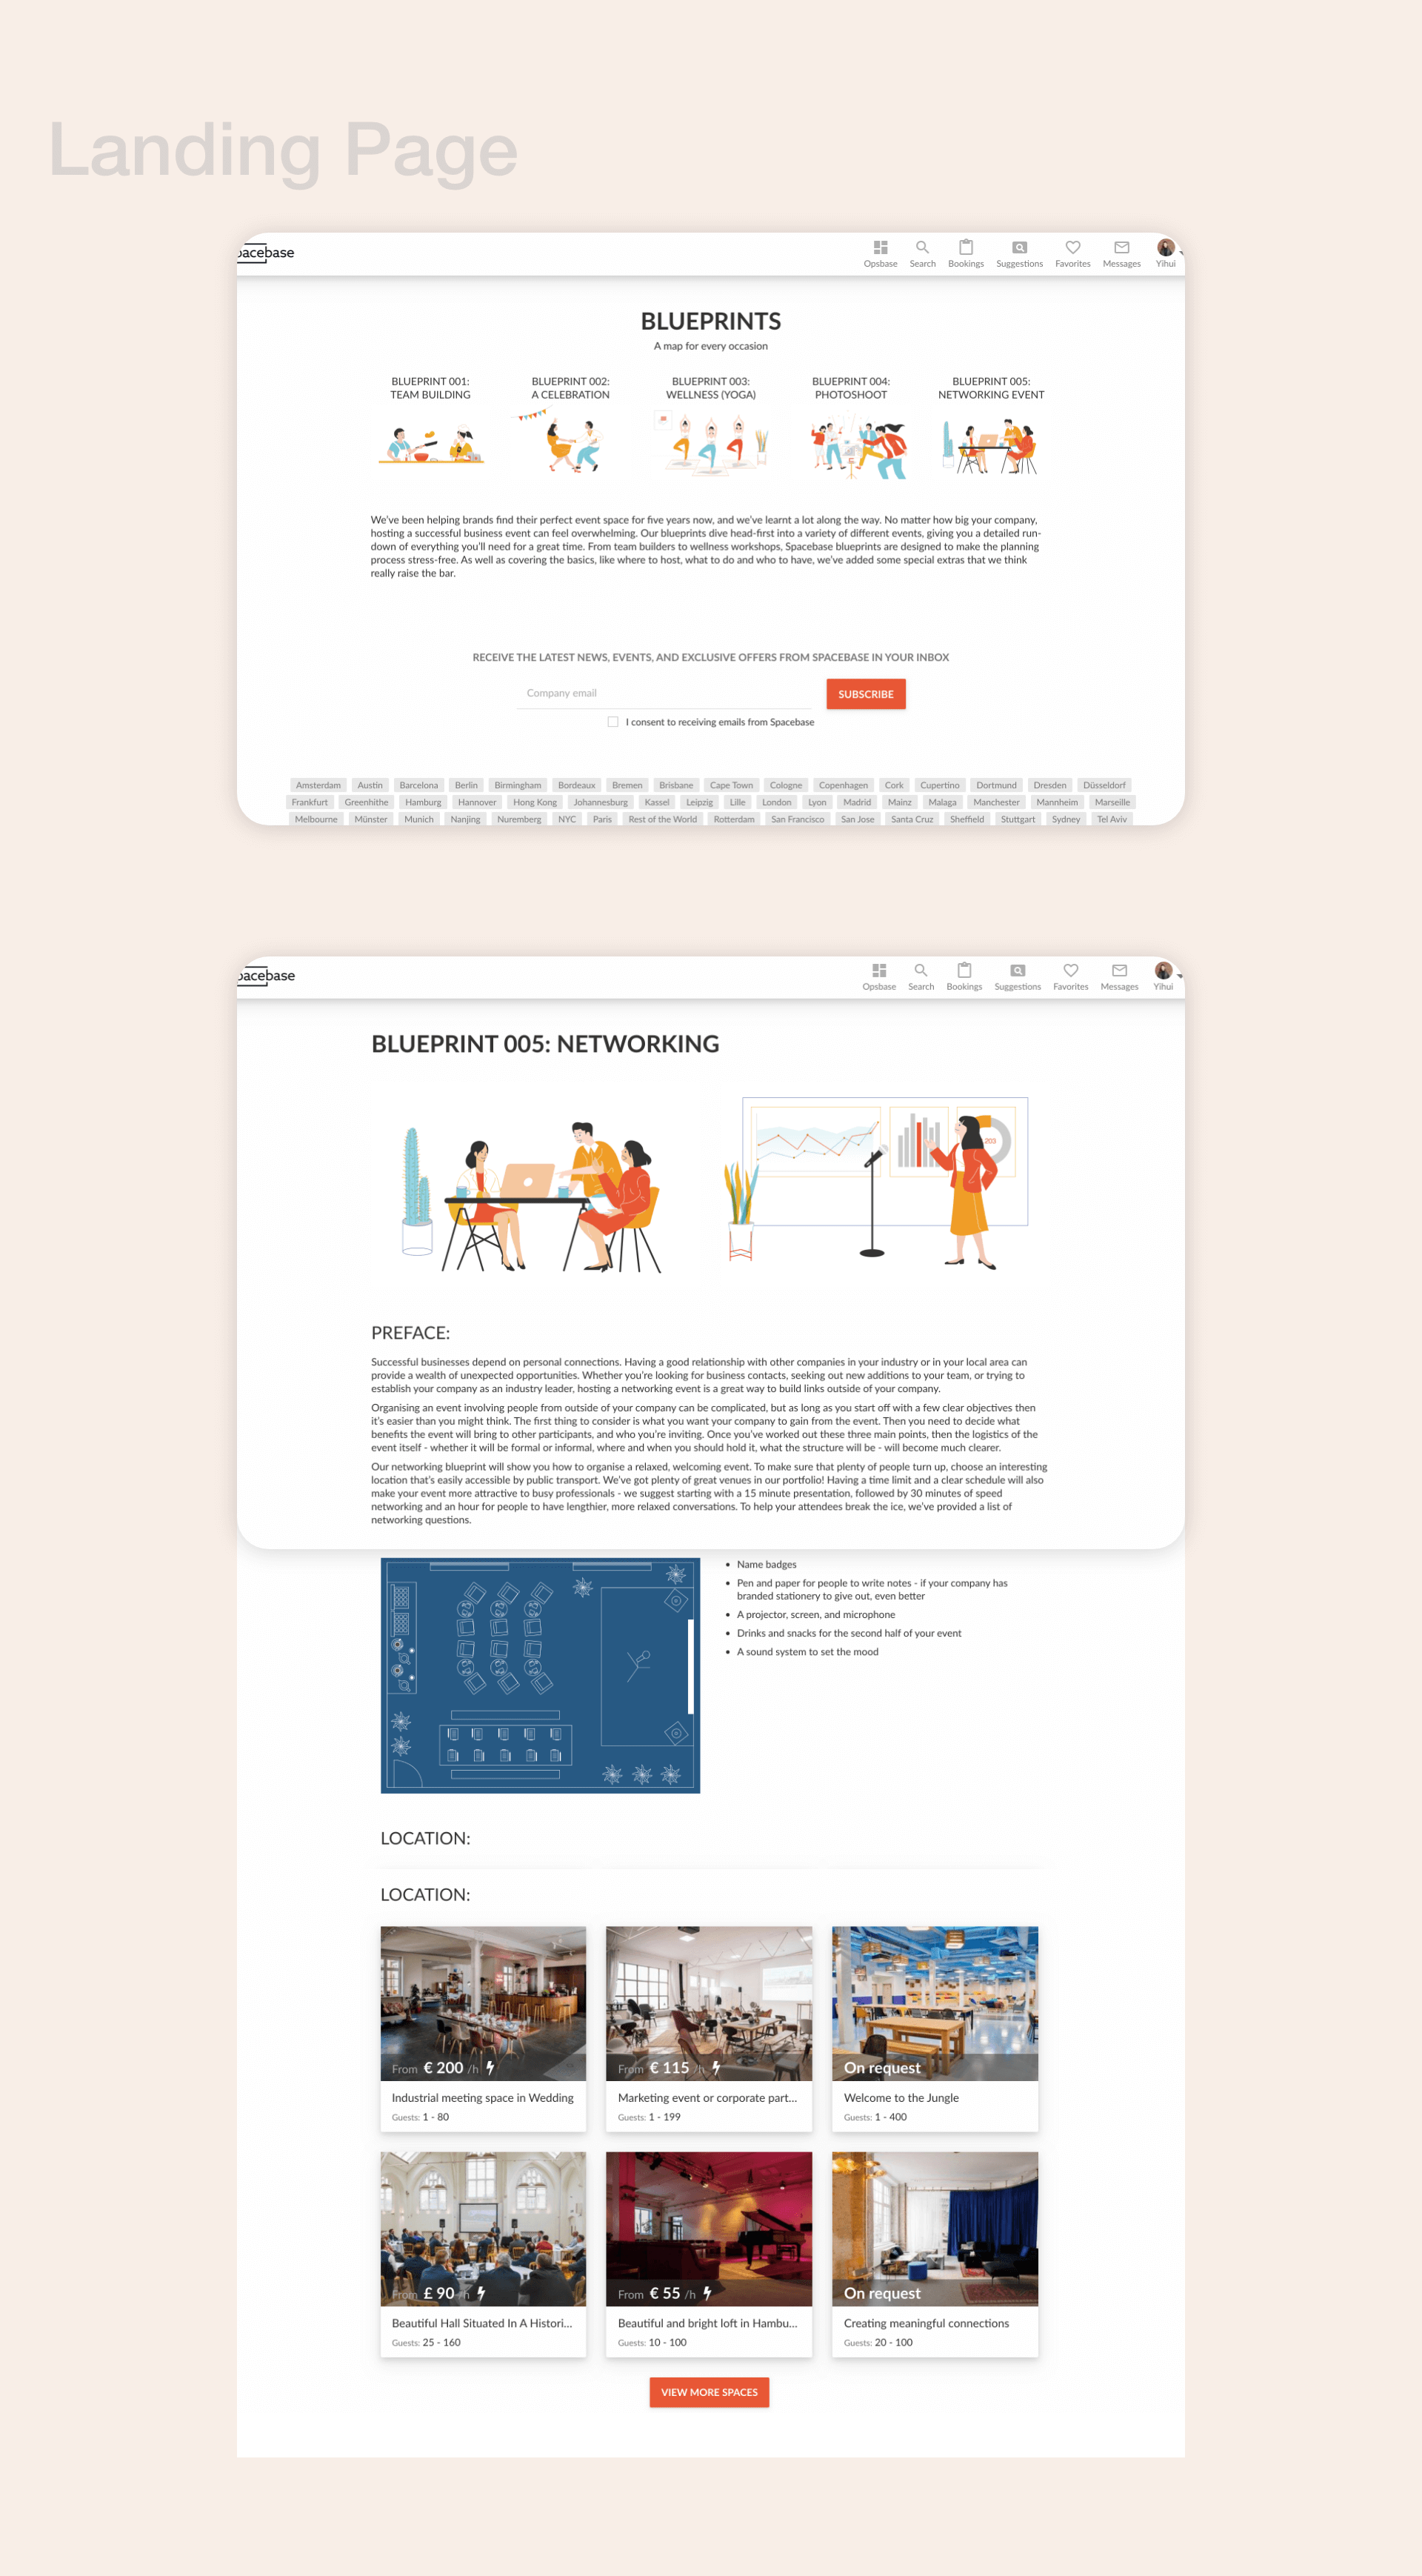 Landing Page
pacebase
Opsbase Search Bookings Suggestions Favorites Messages Yihui
BLUEPRINTS
A map for every occasion
BLUEPRINT 001:
TEAM BUILDING
BLUEPRINT 002:
A CELEBRATION
BLUEPRINT 003:
WELLNESS (YOGA)
BLUEPRINT 004:
PHOTOSHOOT
BLUEPRINT 005:
NETWORKING EVENT
We've been helping brands find their perfect event space for five years now, and we've learnt a lot along the way. No matter how big your company,
hosting a successful business event can feel overwhelming. Our blueprints dive head-first into a variety of different events, giving you a detailed run-
down of everything you'll need for a great time. From team builders to wellness workshops, Spacebase blueprints are designed to make the planning
process stress-free. As well as covering the basics, like where to host, what to do and who to have, we've added some special extras that we think
really raise the bar.
RECEIVE THE LATEST NEWS, EVENTS, AND EXCLUSIVE OFFERS FROM SPACEBASE IN YOUR INBOX
Company email
SUBSCRIBE
I consent to receiving emails from Spacebase
Amsterdam Austin Barcelona Berlin Birmingham Bordeaux Bremen Brisbane Cape Town Cologne Copenhagen Cork Cupertino Dortmund Dresden Düsseldorf
Frankfurt Greenhithe Hamburg Hannover Hong Kong Johannesburg Kassel Leipzig Lille London Lyon Madrid Mainz Malaga Manchester Mannheim Marseille
Melbourne Münster Munich Nanjing Nuremberg NYC Paris Rest of the World Rotterdam San Francisco San Jose Santa Cruz Sheffield Stuttgart Sydney Tel Aviv
pacebase
Opsbase Search Bookings Suggestions Favorites Messages Yihui
BLUEPRINT 005: NETWORKING
203
PREFACE:
Successful businesses depend on personal connections. Having a good relationship with other companies in your industry or in your local area can
provide a wealth of unexpected opportunities. Whether you're looking for business contacts, seeking out new additions to your team, or trying to
establish your company as an industry leader, hosting a networking event is a great way to build links outside of your company.
Organising an event involving people from outside of your company can be complicated, but as long as you start off with a few clear objectives then
it's easier than you might think. The first thing to consider is what you want your company to gain from the event. Then you need to decide what
benefits the event will bring to other participants, and who you're inviting. Once you've worked out these three main points, then the logistics of the
event itself - whether it will be formal or informal, where and when you should hold it, what the structure will be - will become much clearer.
Our networking blueprint will show you how to organise a relaxed, welcoming event. To make sure that plenty of people turn up, choose an interesting
location that's easily accessible by public transport. We've got plenty of great venues in our portfolio! Having a time limit and a clear schedule will also
make your event more attractive to busy professionals - we suggest starting with a 15 minute presentation, followed by 30 minutes of speed
networking and an hour for people to have lengthier, more relaxed conversations. To help your attendees break the ice, we've provided a list of
networking questions.
• Name badges
• Pen and paper for people to write notes - if your company has
branded stationery to give out, even better
• A projector, screen, and microphone
• Drinks and snacks for the second half of your event
• A sound system to set the mood
LOCATION:
LOCATION:
From € 200 /h
Industrial meeting space in Wedding
Guests: 1 - 80
From € 115 /h
Marketing event or corporate part...
Guests: 1 - 199
On request
Welcome to the Jungle
Guests: 1 - 400
From £ 90 /h
Beautiful Hall Situated In A Histori...
Guests: 25 - 160
From € 55 /h
Beautiful and bright loft in Hambu...
Guests: 10 - 100
On request
Creating meaningful connections
Guests: 20 - 100
VIEW MORE SPACES